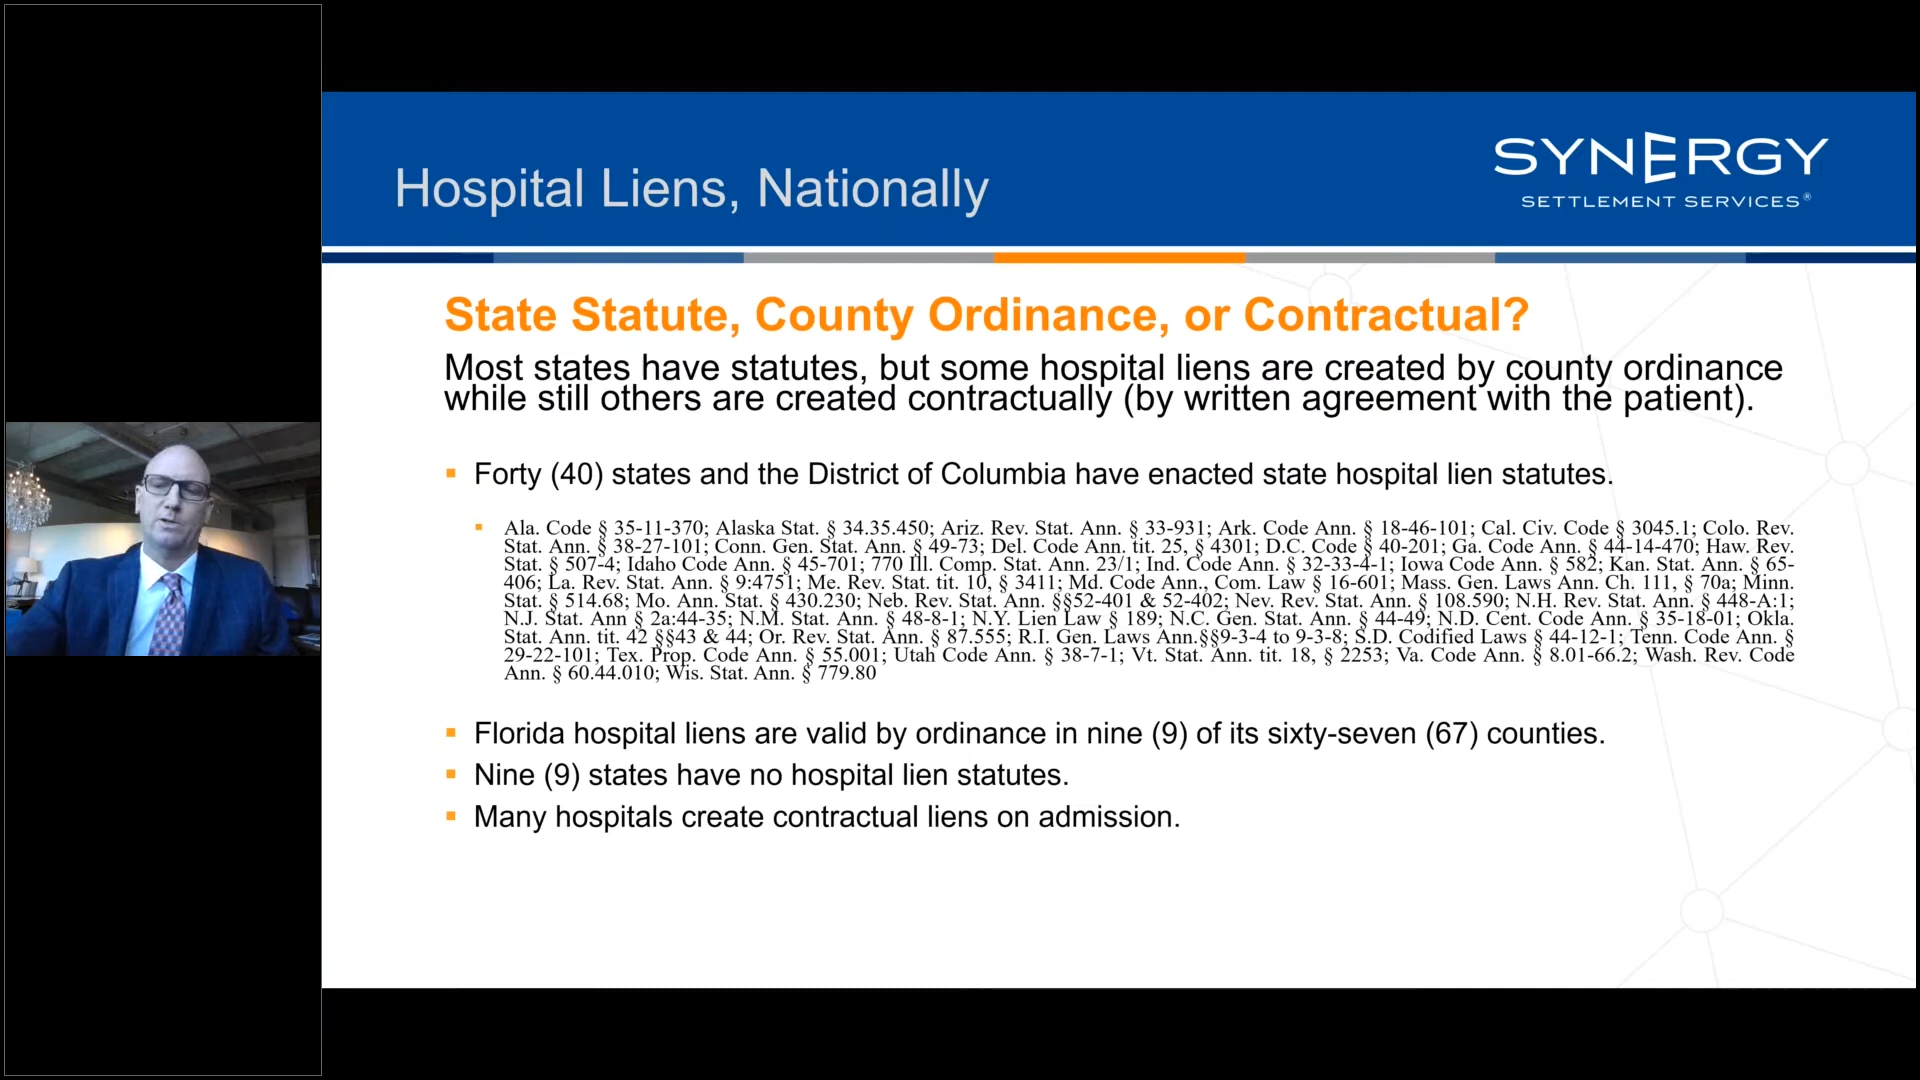 Hospital Liens, Nationally
SYNERGY
SETTLEMENT SERVICES®
State Statute, County Ordinance, or Contractual?
Most states have statutes, but some hospital liens are created by county ordinance
while still others are created contractually (by written agreement with the patient).
Forty (40) states and the District of Columbia have enacted state hospital lien statutes.
Ala. Code § 35-11-370; Alaska Stat. § 34.35.450; Ariz. Rev. Stat. Ann. § 33-931; Ark. Code Ann. § 18-46-101; Cal. Civ. Code § 3045.1; Colo. Rev.
Stat. Ann. § 38-27-101; Conn. Gen. Stat. Ann. § 49-73; Del. Code Ann. tit. 25, § 4301; D.C. Code § 40-201; Ga. Code Ann. § 44-14-470; Haw. Rev.
Stat. § 507-4; Idaho Code Ann. § 45-701; 770 Ill. Comp. Stat. Ann. 23/1; Ind. Code Ann. § 32-33-4-1; Iowa Code Ann. § 582; Kan. Stat. Ann. § 65-
406; La. Rev. Stat. Ann. § 9:4751; Me. Rev. Stat. tit. 10, § 3411; Md. Code Ann., Com. Law § 16-601; Mass. Gen. Laws Ann. Ch. 111, § 70a; Minn.
Stat. § 514.68; Mo. Ann. Stat. § 430.230; Neb. Rev. Stat. Ann. §§52-401 & 52-402; Nev. Rev. Stat. Ann. § 108.590; N.H. Rev. Stat. Ann. § 448-A:1;
N.J. Stat. Ann § 2a:44-35; N.M. Stat. Ann. § 48-8-1; N.Y. Lien Law § 189; N.C. Gen. Stat. Ann. § 44-49; N.D. Cent. Code Ann. § 35-18-01; Okla.
Stat. Ann. tit. 42 §§43 & 44; Or. Rev. Stat. Ann. § 87.555; R.I. Gen. Laws Ann.§§9-3-4 to 9-3-8; S.D. Codified Laws § 44-12-1; Tenn. Code Ann. §
29-22-101; Tex. Prop. Code Ann. § 55.001; Utah Code Ann. § 38-7-1; Vt. Stat. Ann. tit. 18, § 2253; Va. Code Ann. § 8.01-66.2; Wash. Rev. Code
Ann. § 60.44.010; Wis. Stat. Ann. § 779.80
Florida hospital liens are valid by ordinance in nine (9) of its sixty-seven (67) counties.
Nine (9) states have no hospital lien statutes.
Many hospitals create contractual liens on admission.